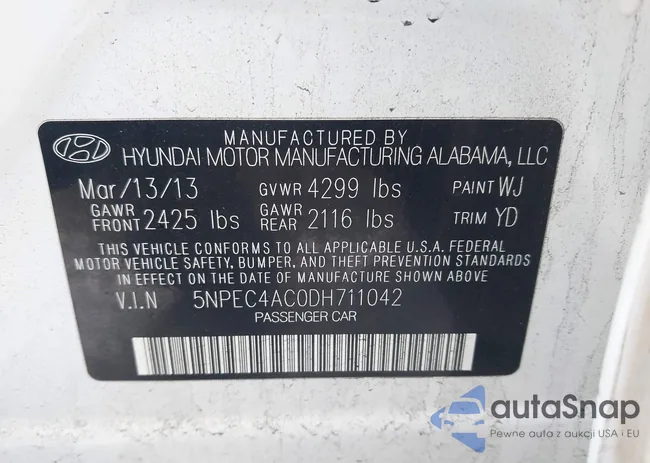 MANUFACTURED BY
HYUNDAI MOTOR MANUFACTURING ALABAMA, LLC
Mar/13/13 GVWR 4299 lbs PAINT WJ
GAWR FRONT 2425 lbs GAWR REAR 2116 lbs TRIM YD
THIS VEHICLE CONFORMS TO ALL APPLICABLE U.S.A. FEDERAL
MOTOR VEHICLE SAFETY, BUMPER, AND THEFT PREVENTION STANDARDS
IN EFFECT ON THE DATE OF MANUFACTURE SHOWN ABOVE
V.I.N 5NPEC4AC0DH711042
PASSENGER CAR
autaSnap
Pewne auta z aukcji USA i EU